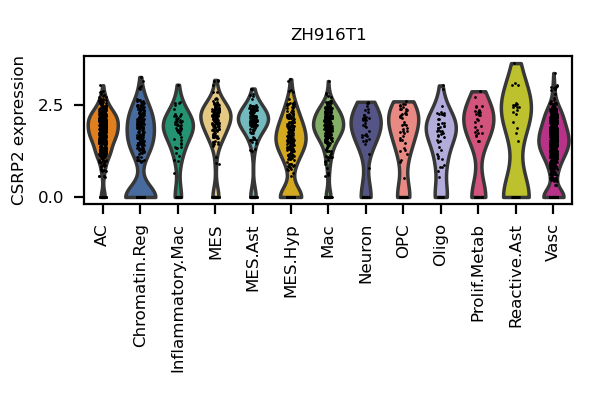 ZH916T1
CSRP2 expression
2.5
0.0
AC
Chromatin.Reg
Inflammatory.Mac
MES
MES.Ast
MES.Hyp
Mac
Neuron
OPC
Oligo
Prolif.Metab
Reactive.Ast
Vasc